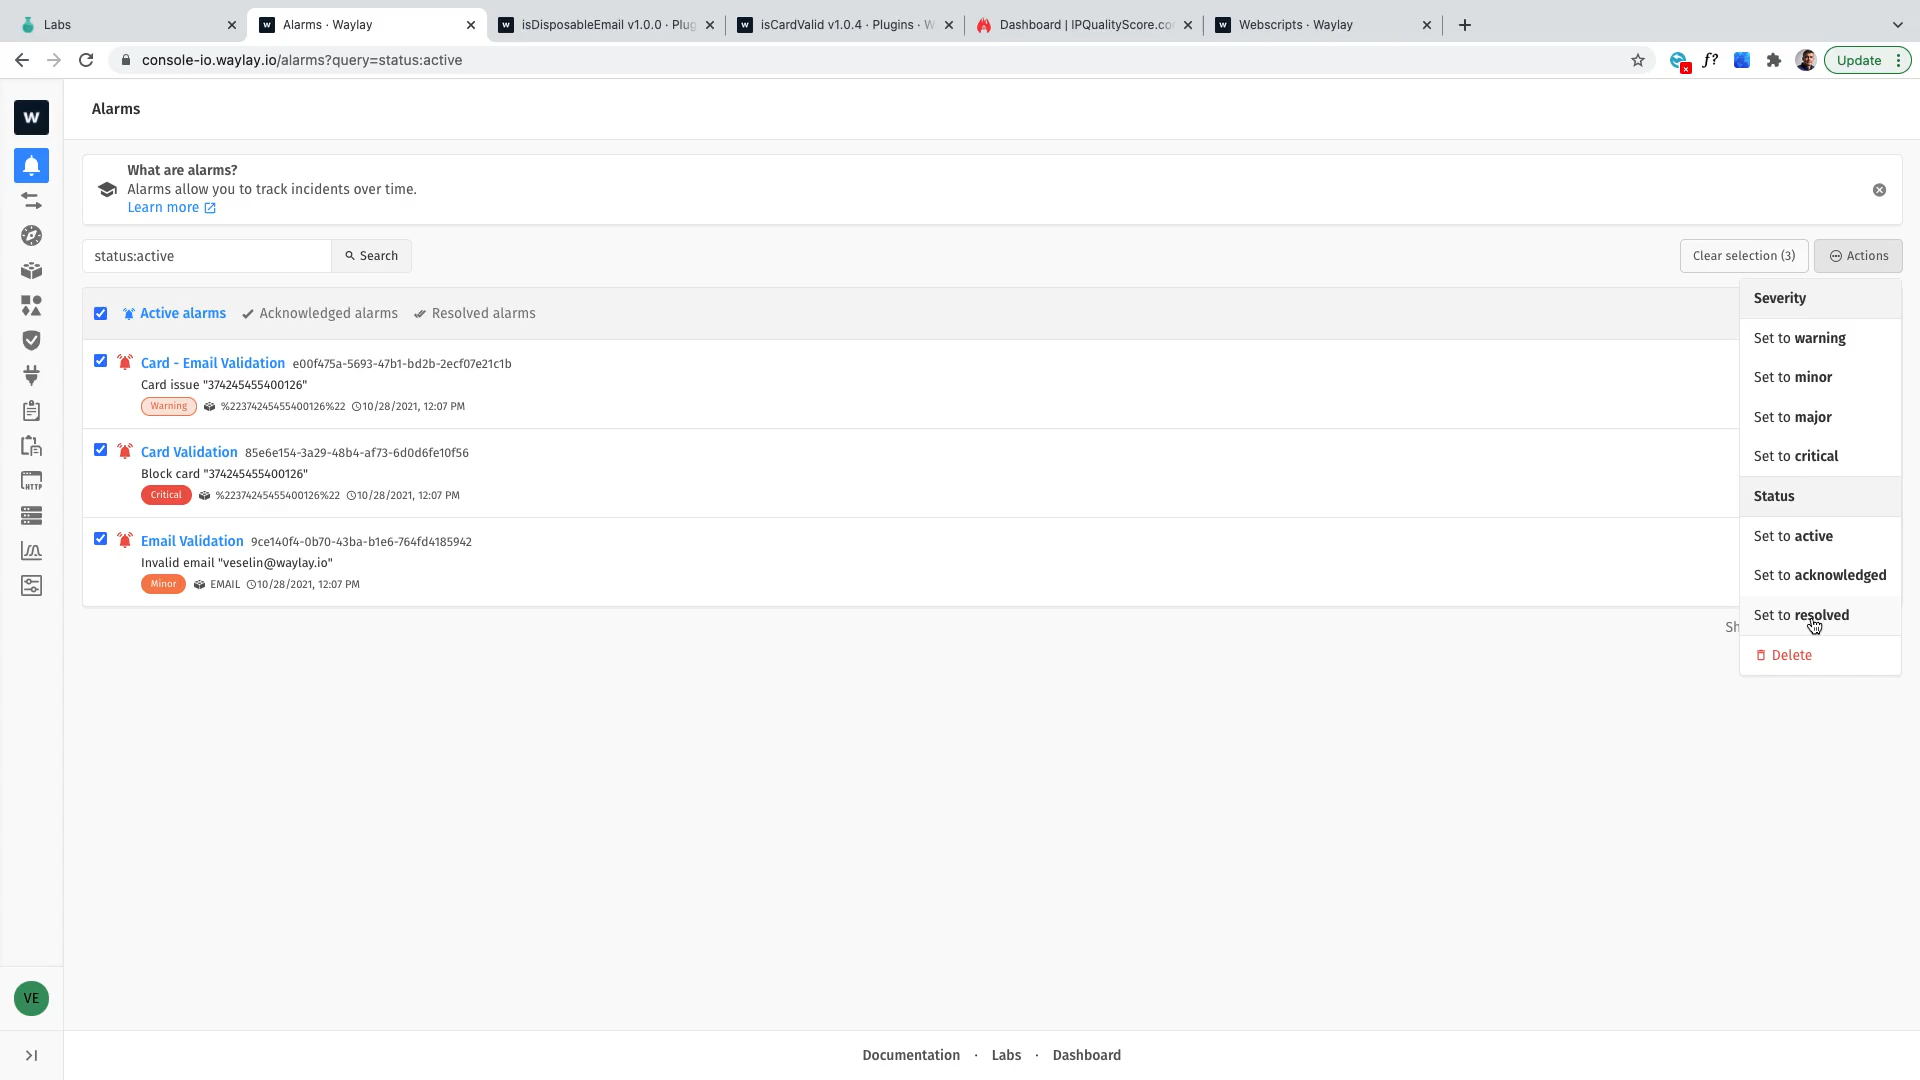 Labs
Alarms · Waylay
isDisposableEmail v1.0.0 · Plug
isCardValid v1.0.4 · Plugins · W
Dashboard | IPQualityScore.co
Webscripts · Waylay
console-io.waylay.io/alarms?query=status:active
f?
Update
W
Alarms
What are alarms?
Alarms allow you to track incidents over time.
Learn more
status:active
Search
Clear selection (3)
Actions
Active alarms
Acknowledged alarms
Resolved alarms
Card - Email Validation e00f475a-5693-47b1-bd2b-2ecf07e21c1b
Card issue "374245455400126"
Warning %22374245455400126%22 10/28/2021, 12:07 PM
Card Validation 85e6e154-3a29-48b4-af73-6d0d6fe10f56
Block card "374245455400126"
Critical %22374245455400126%22 10/28/2021, 12:07 PM
Email Validation 9ce140f4-0b70-43ba-b1e6-764fd4185942
Invalid email "veselin@waylay.io"
Minor EMAIL 10/28/2021, 12:07 PM
Severity
Set to warning
Set to minor
Set to major
Set to critical
Status
Set to active
Set to acknowledged
Set to resolved
Delete
Sh
HTTP
VE
Documentation · Labs · Dashboard